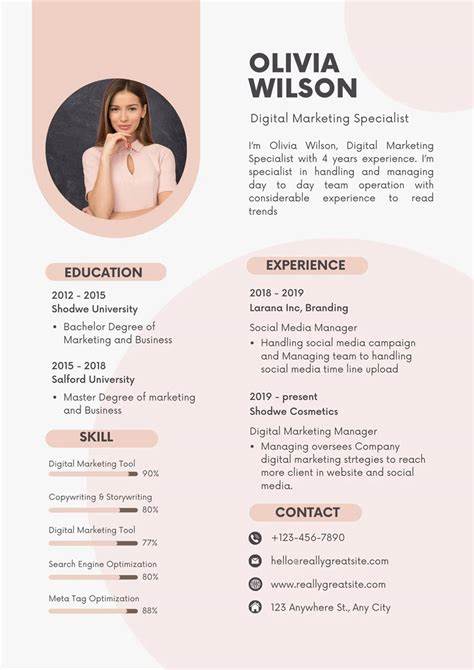 OLIVIA
WILSON
Digital Marketing Specialist
I'm Olivia Wilson, Digital Marketing
Specialist with 4 years experience. I'm
specialist in handling and managing
day to day team operation with
considerable experience to read
trends
EDUCATION
2012 - 2015
Shodwe University
• Bachelor Degree of
Marketing and Business
2015 - 2018
Salford University
• Master Degree of marketing
and Business
SKILL
Digital Marketing Tool
90%
Copywriting & Storywriting
80%
Digital Marketing Tool
77%
Search Engine Optimization
80%
Meta Tag Optimization
88%
EXPERIENCE
2018 - 2019
Larana Inc, Branding
Social Media Manager
• Handling social media campaign
and Managing team to handling
social media time line upload
2019 - present
Shodwe Cosmetics
Digital Marketing Manager
• Managing oversees Company
digital marketing strtegies to reach
more client in website and social
media.
CONTACT
+123-456-7890
hello@reallygreatsite.com
www.reallygreatsite.com
123 Anywhere St., Any City